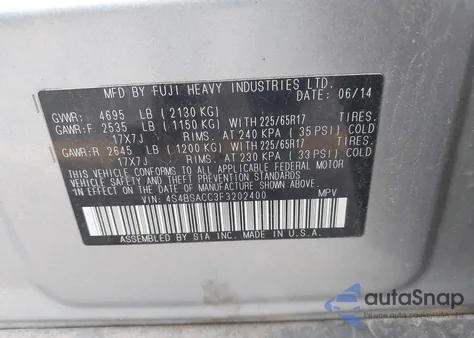 MFD BY FUJI HEAVY INDUSTRIES LTD.
DATE: 06/14
GVWR: 4695 LB (2130 KG)
GAWR:F 2535 LB (1150 KG) WITH 225/65R17 TIRES.
17X7J RIMS. AT 240 KPA (35 PSI) COLD
GAWR:R 2645 LB (1200 KG) WITH 225/65R17 TIRES.
17X7J RIMS. AT 230 KPA (33 PSI) COLD
THIS VEHICLE CONFORMS TO ALL APPLICABLE FEDERAL MOTOR
VEHICLE SAFETY AND THEFT PREVENTION STANDARDS
IN EFFECT ON THE DATE OF MANUFACTURE SHOWN ABOVE.
VIN: 4S4BSACC3F3202400 MPV
ASSEMBLED BY SIA INC. MADE IN U.S.A.
autaSnap